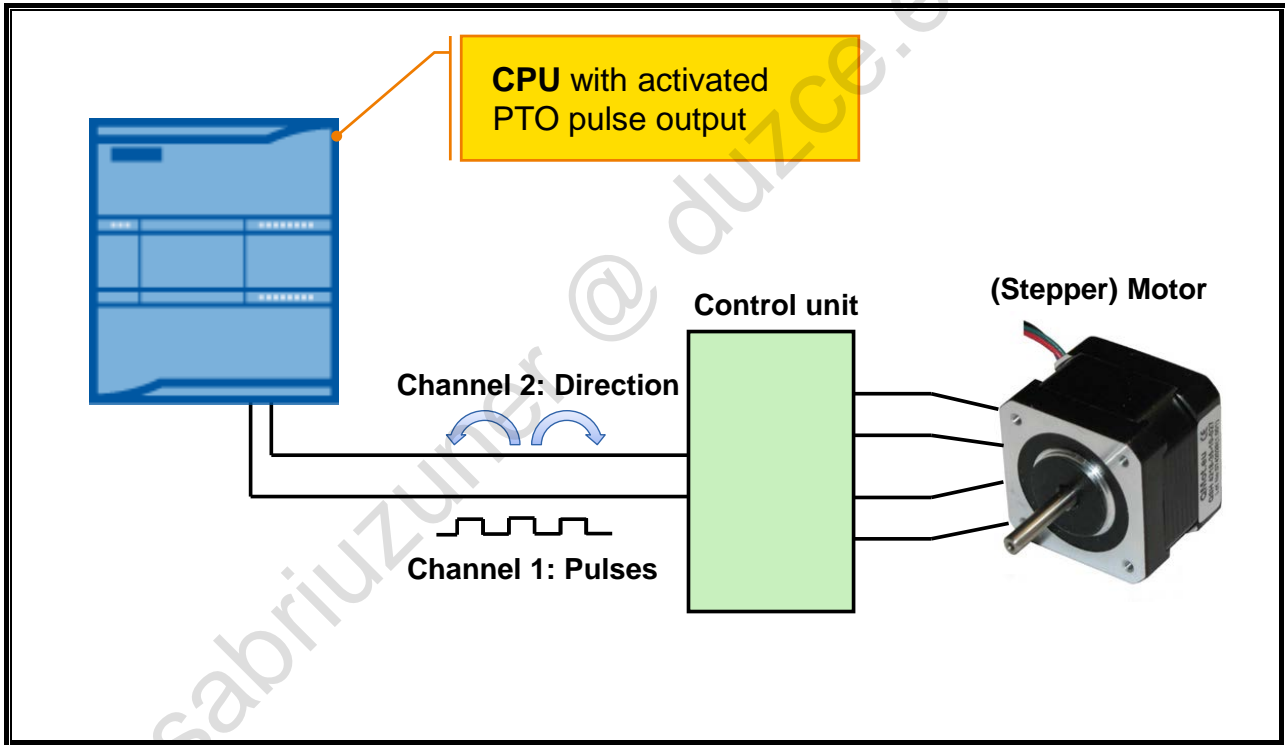 CPU with activated
PTO pulse output
(Stepper) Motor
Control unit
Channel 2: Direction
Channel 1: Pulses
sabriuzuner @ duzce.e